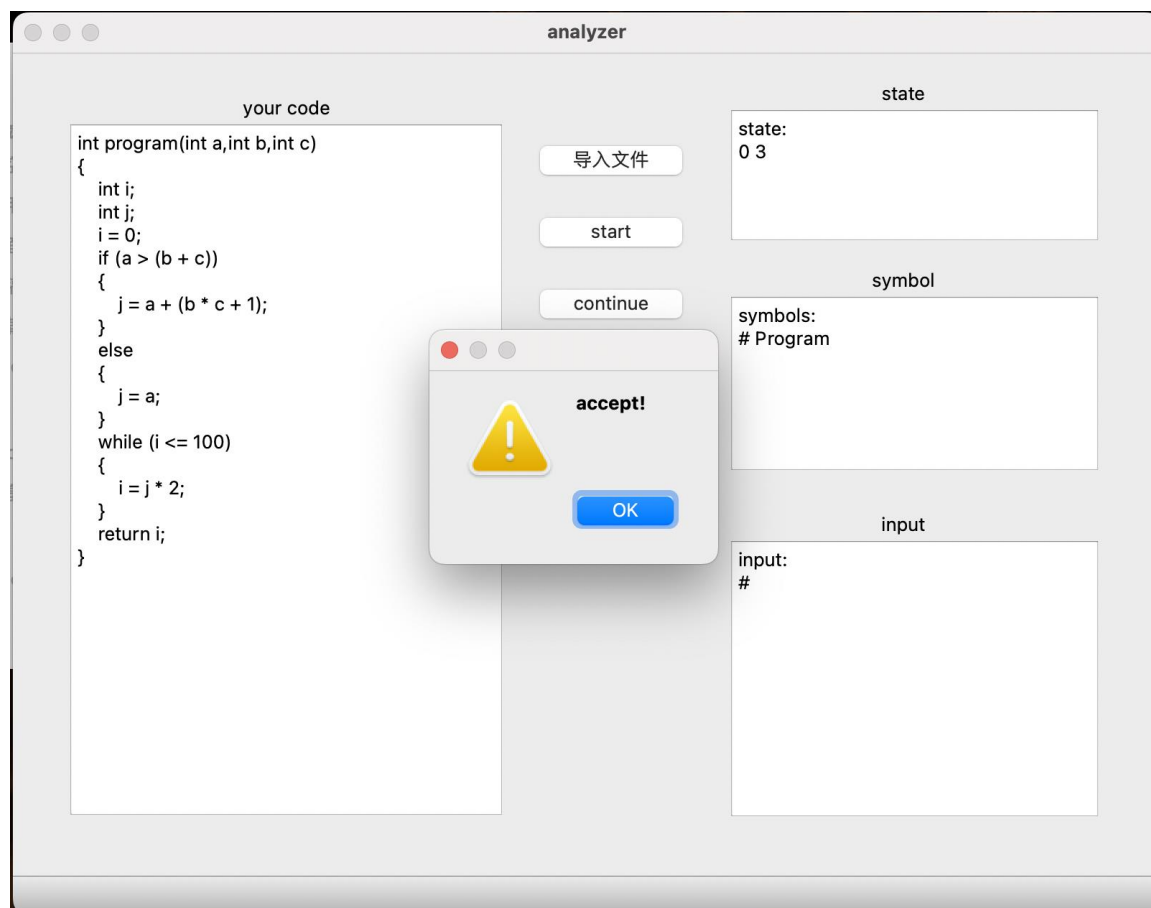 analyzer
your code
int program(int a,int b,int c)
{
int i;
int j;
i = 0;
if (a > (b + c))
{
j = a + (b * c + 1);
}
else
{
j = a;
}
while (i <= 100)
{
i = j * 2;
}
return i;
}
导入文件
start
continue
accept!
OK
state
state:
0 3
symbol
symbols:
# Program
input
input:
#